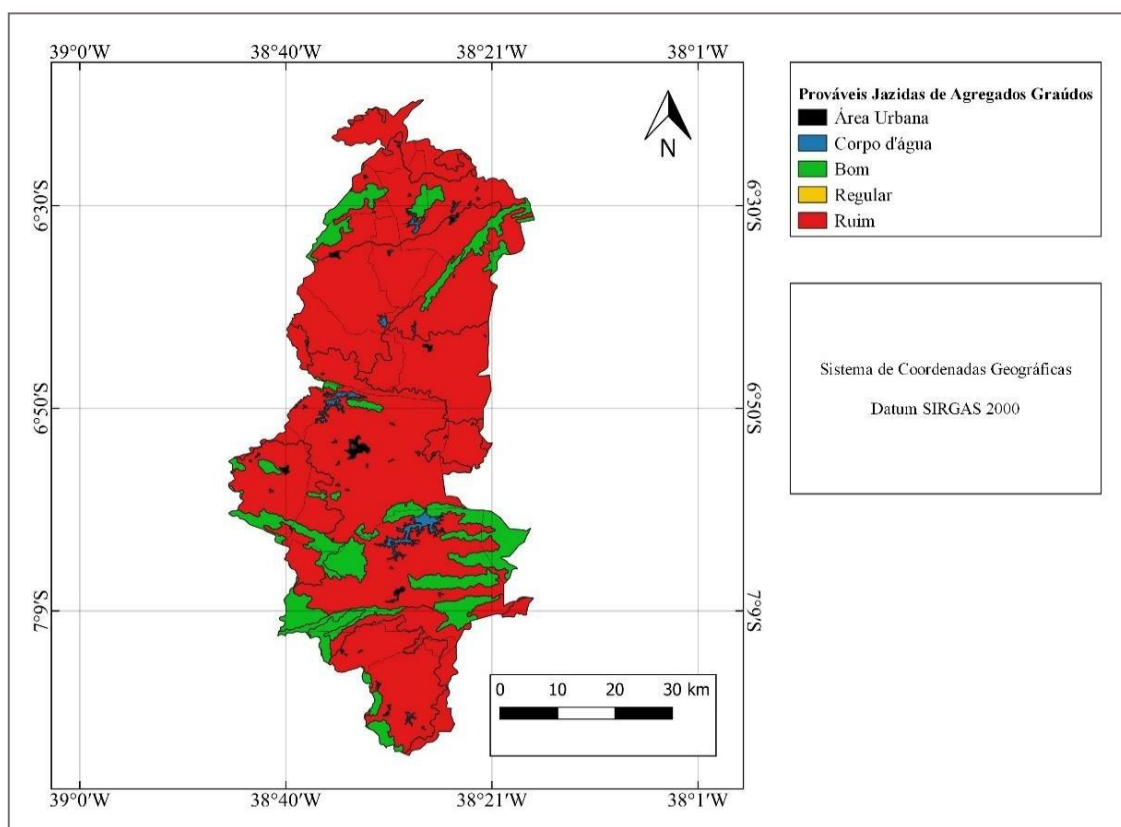 39°0'W 38°40'W 38°21'W 38°1'W
N
6°30'S 6°30'S
6°50'S 6°50'S
7°9'S 7°9'S
0 10 20 30 km
39°0'W 38°40'W 38°21'W 38°1'W
Prováveis Jazidas de Agregados Graúdos
Área Urbana
Corpo d'água
Bom
Regular
Ruim
Sistema de Coordenadas Geográficas
Datum SIRGAS 2000